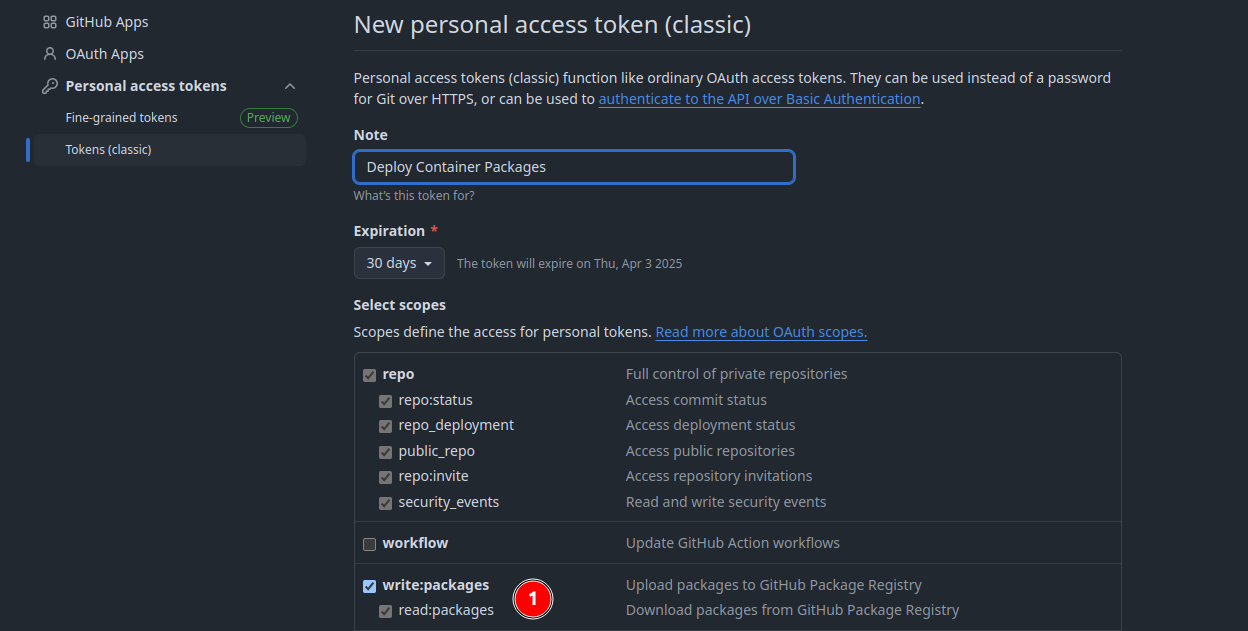 GitHub Apps
OAuth Apps
Personal access tokens
Fine-grained tokens Preview
Tokens (classic)
New personal access token (classic)
Personal access tokens (classic) function like ordinary OAuth access tokens. They can be used instead of a password
for Git over HTTPS, or can be used to authenticate to the API over Basic Authentication.
Note
Deploy Container Packages
What's this token for?
Expiration *
30 days The token will expire on Thu, Apr 3 2025
Select scopes
Scopes define the access for personal tokens. Read more about OAuth scopes.
repo Full control of private repositories
repo:status Access commit status
repo_deployment Access deployment status
public_repo Access public repositories
repo:invite Access repository invitations
security_events Read and write security events
workflow Update GitHub Action workflows
write:packages Upload packages to GitHub Package Registry
1
read:packages Download packages from GitHub Package Registry